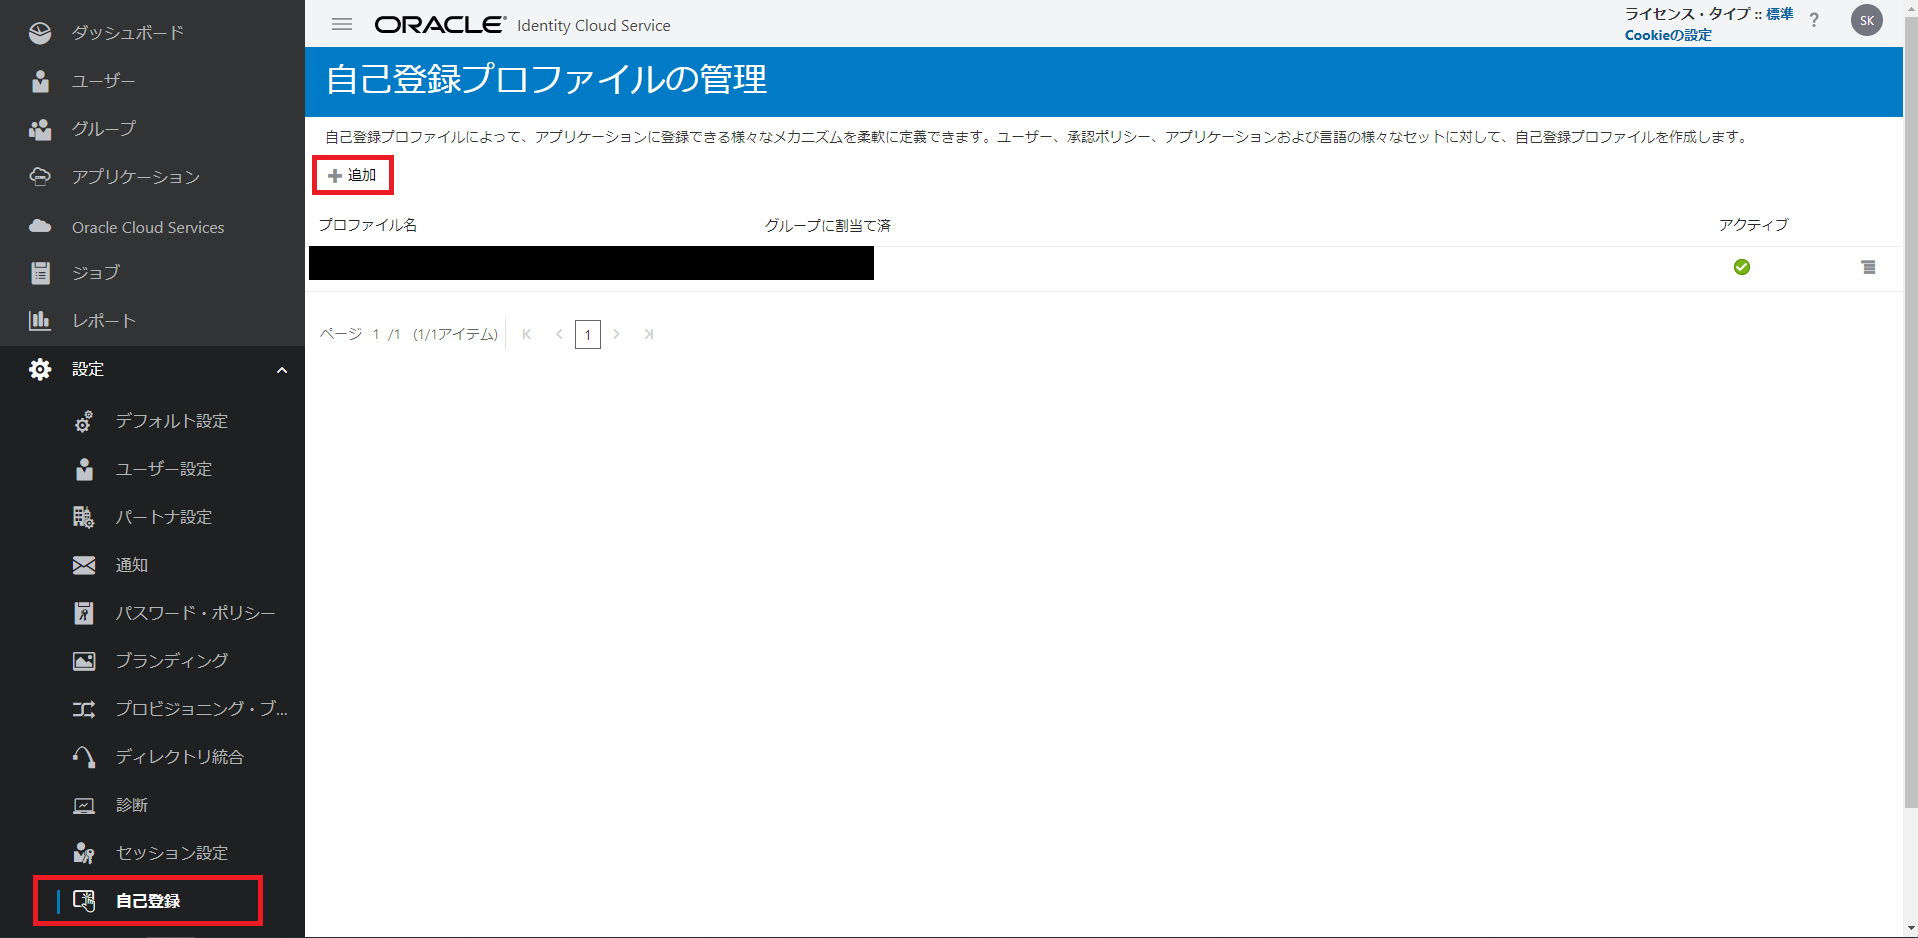 ダッシュボード
ユーザー
グループ
アプリケーション
Oracle Cloud Services
ジョブ
レポート
設定
デフォルト設定
ユーザー設定
パートナ設定
通知
パスワード・ポリシー
ブランディング
プロビジョニング・ブ...
ディレクトリ統合
診断
セッション設定
自己登録
ORACLE Identity Cloud Service
ライセンス・タイプ :: 標準
Cookieの設定
?
SK
自己登録プロファイルの管理
自己登録プロファイルによって、アプリケーションに登録できる様々なメカニズムを柔軟に定義できます。ユーザー、承認ポリシー、アプリケーションおよび言語の様々なセットに対して、自己登録プロファイルを作成します。
追加
プロファイル名 グループに割当て済 アクティブ
ページ 1 /1 (1/1アイテム) 1